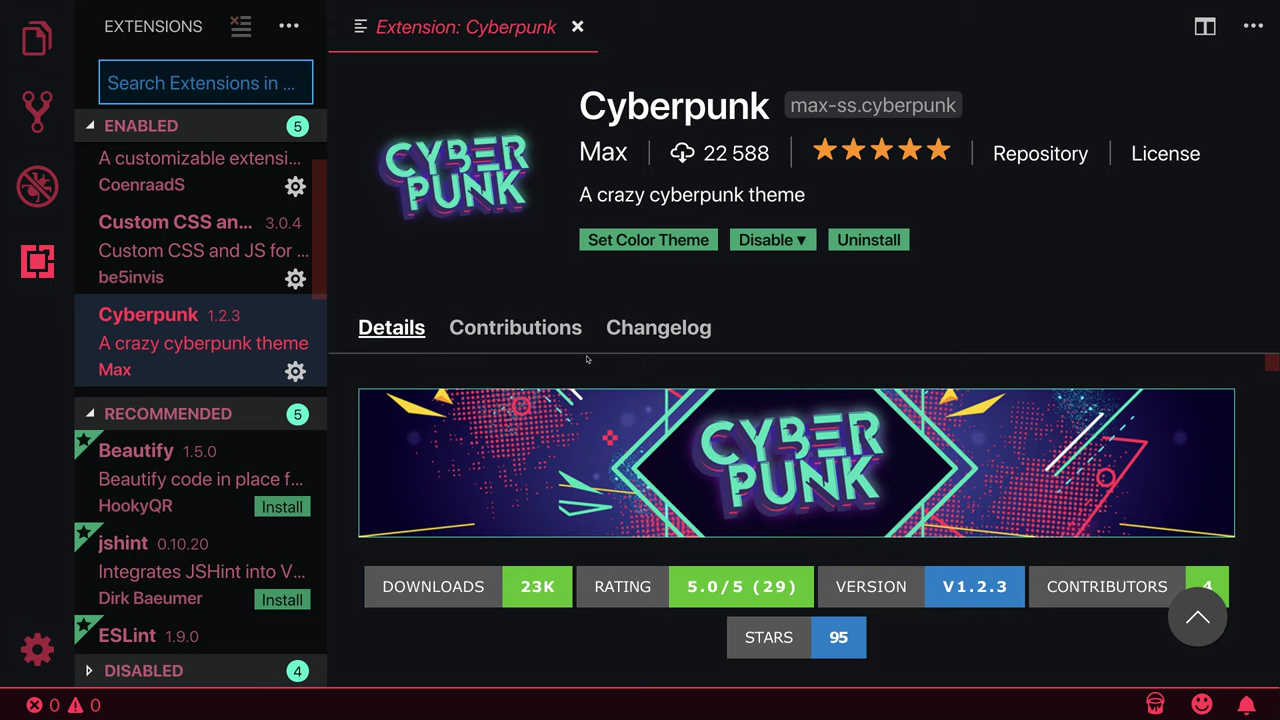 EXTENSIONS
Search Extensions in ...
ENABLED 5
A customizable extensi...
CoenraadS
Custom CSS an... 3.0.4
Custom CSS and JS for ...
be5invis
Cyberpunk 1.2.3
A crazy cyberpunk theme
Max
RECOMMENDED 5
Beautify 1.5.0
Beautify code in place f...
HookyQR Install
jshint 0.10.20
Integrates JSHint into V...
Dirk Baeumer Install
ESLint 1.9.0
DISABLED 4
0 0
Extension: Cyberpunk
CYBER
PUNK
Cyberpunk max-ss.cyberpunk
Max 22 588 Repository License
A crazy cyberpunk theme
Set Color Theme Disable Uninstall
Details Contributions Changelog
CYBER
PUNK
DOWNLOADS 23K RATING 5.0/5 (29) VERSION V1.2.3 CONTRIBUTORS 4
STARS 95